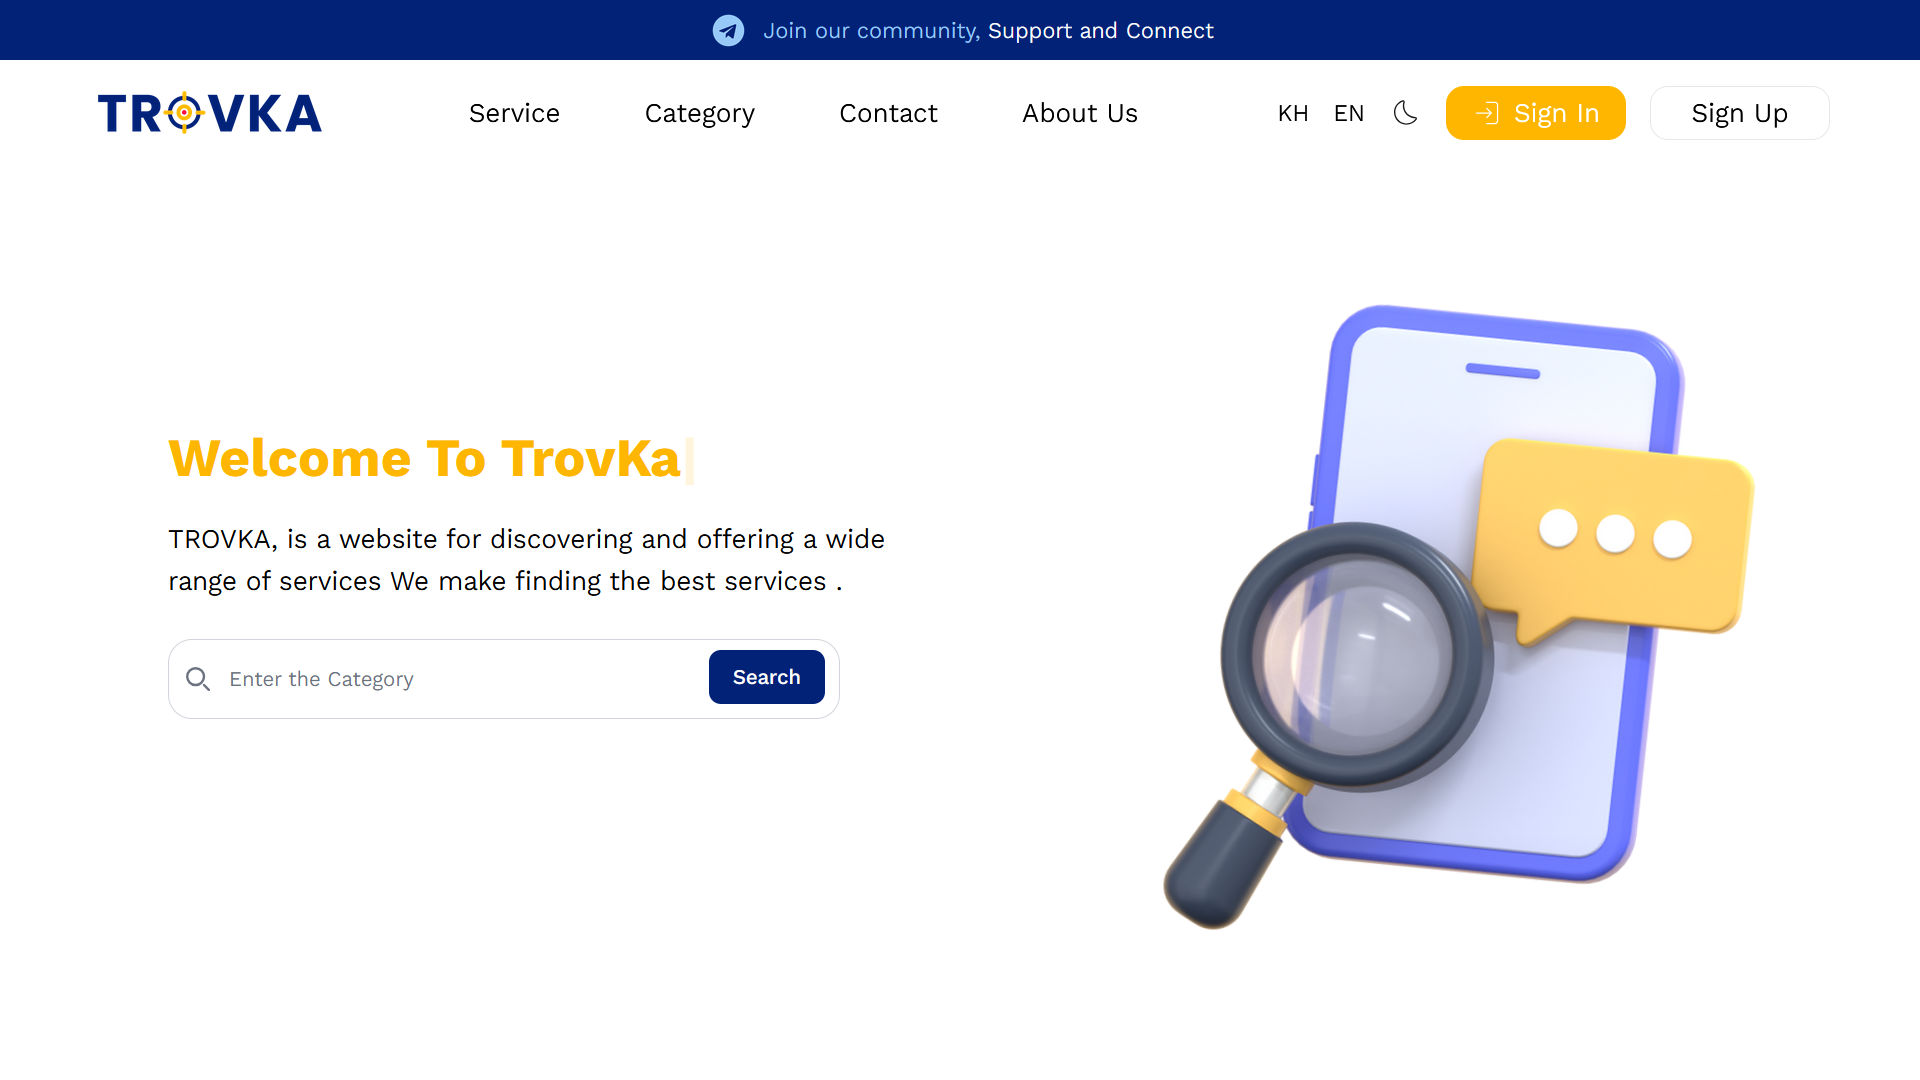 Join our community, Support and Connect
TROVKA
Service
Category
Contact
About Us
KH
EN
Sign In
Sign Up
Welcome To TrovKa
TROVKA, is a website for discovering and offering a wide
range of services We make finding the best services .
Enter the Category
Search